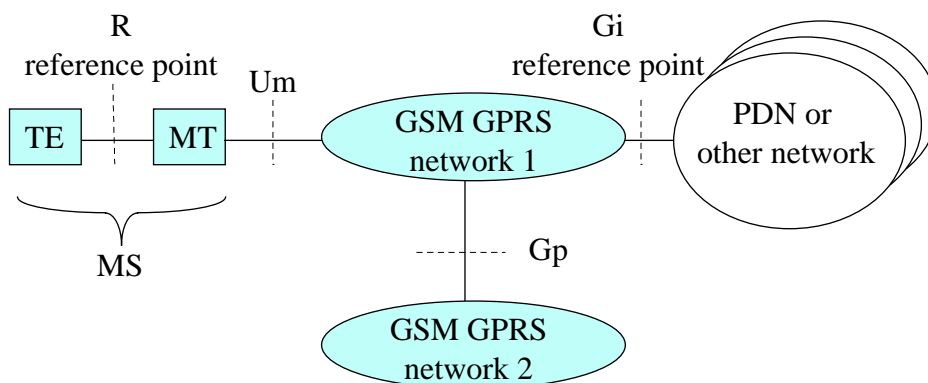 R
reference point
Um
Gi
reference point
TE
MT
GSM GPRS
network 1
PDN or
other network
MS
Gp
GSM GPRS
network 2